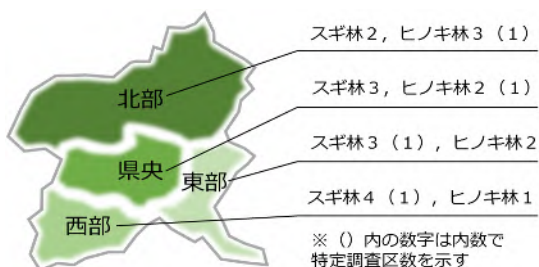 スギ林２，ヒノキ林３（１）
北部
スギ林３，ヒノキ林２（１）
県央
スギ林３（１），ヒノキ林２
東部
スギ林４（１），ヒノキ林１
西部
※（）内の数字は内数で
特定調査区数を示す